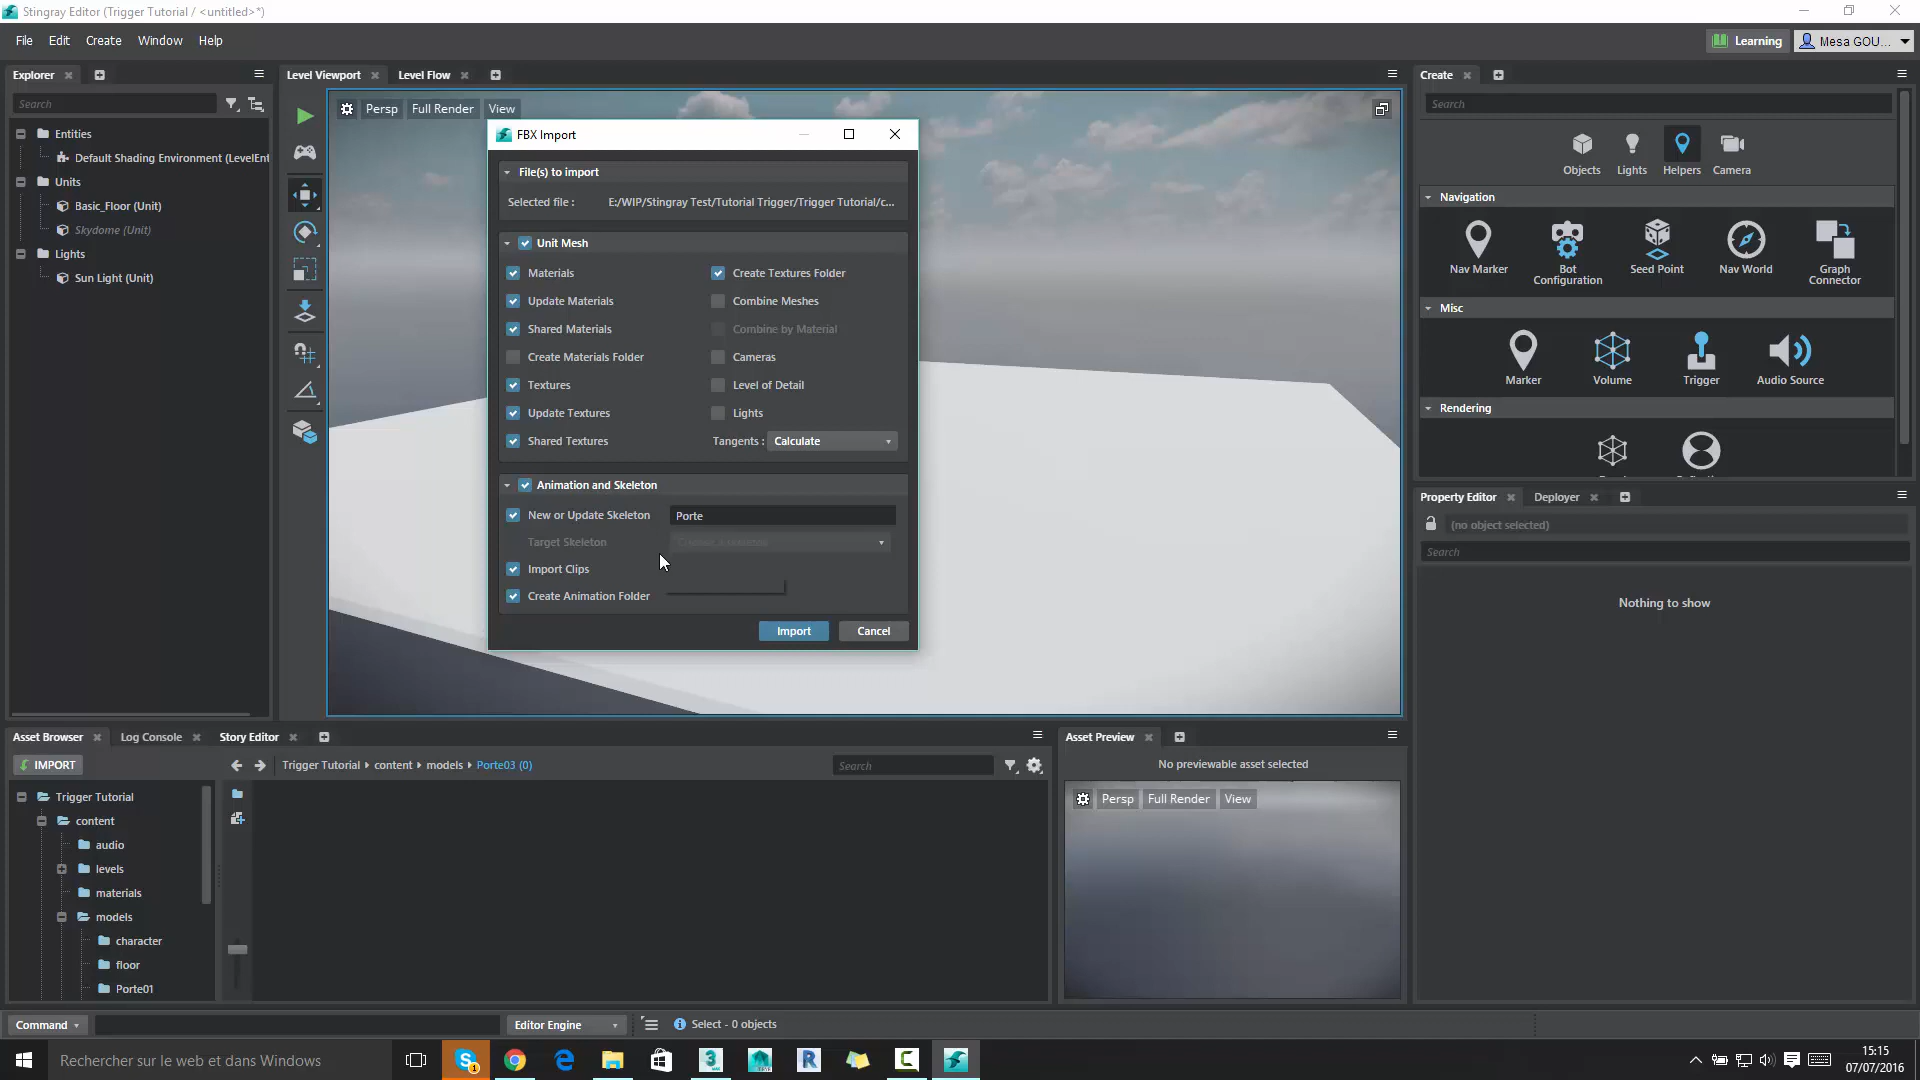 Stingray Editor (Trigger Tutorial / <untitled>*)
File Edit Create Window Help
Learning Mesa GOU...
Explorer
Search
Entities
Default Shading Environment (LevelEnt
Units
Basic_Floor (Unit)
Skydome (Unit)
Lights
Sun Light (Unit)
Level Viewport Level Flow
Persp Full Render View
FBX Import
File(s) to import
Selected file : E:/WIP/Stingray Test/Tutorial Trigger/Trigger Tutorial/c...
Unit Mesh
Materials Create Textures Folder
Update Materials Combine Meshes
Shared Materials Combine by Material
Create Materials Folder Cameras
Textures Level of Detail
Update Textures Lights
Shared Textures Tangents : Calculate
Animation and Skeleton
New or Update Skeleton Porte
Target Skeleton
Import Clips
Create Animation Folder
Import Cancel
Create
Search
Objects Lights Helpers Camera
Navigation
Nav Marker Bot Configuration Seed Point Nav World Graph Connector
Misc
Marker Volume Trigger Audio Source
Rendering
Property Editor Deployer
(no object selected)
Search
Nothing to show
Asset Browser Log Console Story Editor
IMPORT
Trigger Tutorial content models Porte03 (0)
Search
Trigger Tutorial
content
audio
levels
materials
models
character
floor
Porte01
Asset Preview
No previewable asset selected
Persp Full Render View
Command Editor Engine Select - 0 objects
Rechercher sur le web et dans Windows
15:15
07/07/2016